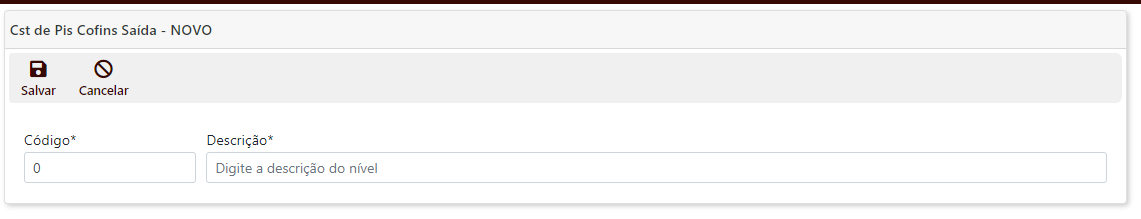 Cst de Pis Cofins Saída - NOVO
Salvar Cancelar
Código* Descrição*
0 Digite a descrição do nível